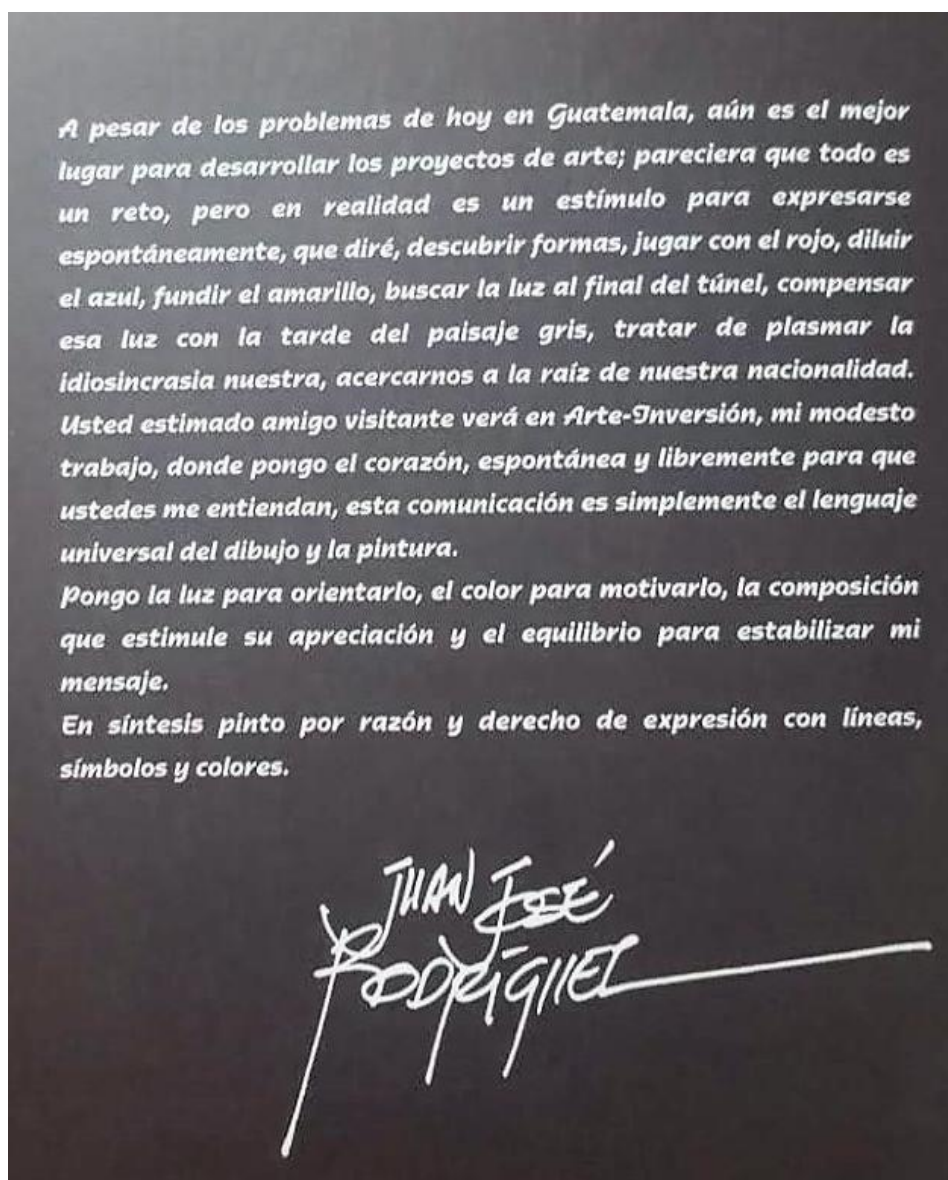 A pesar de los problemas de hoy en Guatemala, aún es el mejor
lugar para desarrollar los proyectos de arte; pareciera que todo es
un reto, pero en realidad es un estímulo para expresarse
espontáneamente, que diré, descubrir formas, jugar con el rojo, diluir
el azul, fundir el amarillo, buscar la luz al final del túnel, compensar
esa luz con la tarde del paisaje gris, tratar de plasmar la
idiosincrasia nuestra, acercarnos a la raíz de nuestra nacionalidad.
Usted estimado amigo visitante verá en Arte-Inversión, mi modesto
trabajo, donde pongo el corazón, espontánea y libremente para que
ustedes me entiendan, esta comunicación es simplemente el lenguaje
universal del dibujo y la pintura.
Pongo la luz para orientarlo, el color para motivarlo, la composición
que estimule su apreciación y el equilibrio para estabilizar mi
mensaje.
En síntesis pinto por razón y derecho de expresión con líneas,
símbolos y colores.
JUAN JOSÉ
RODRÍGUEZ